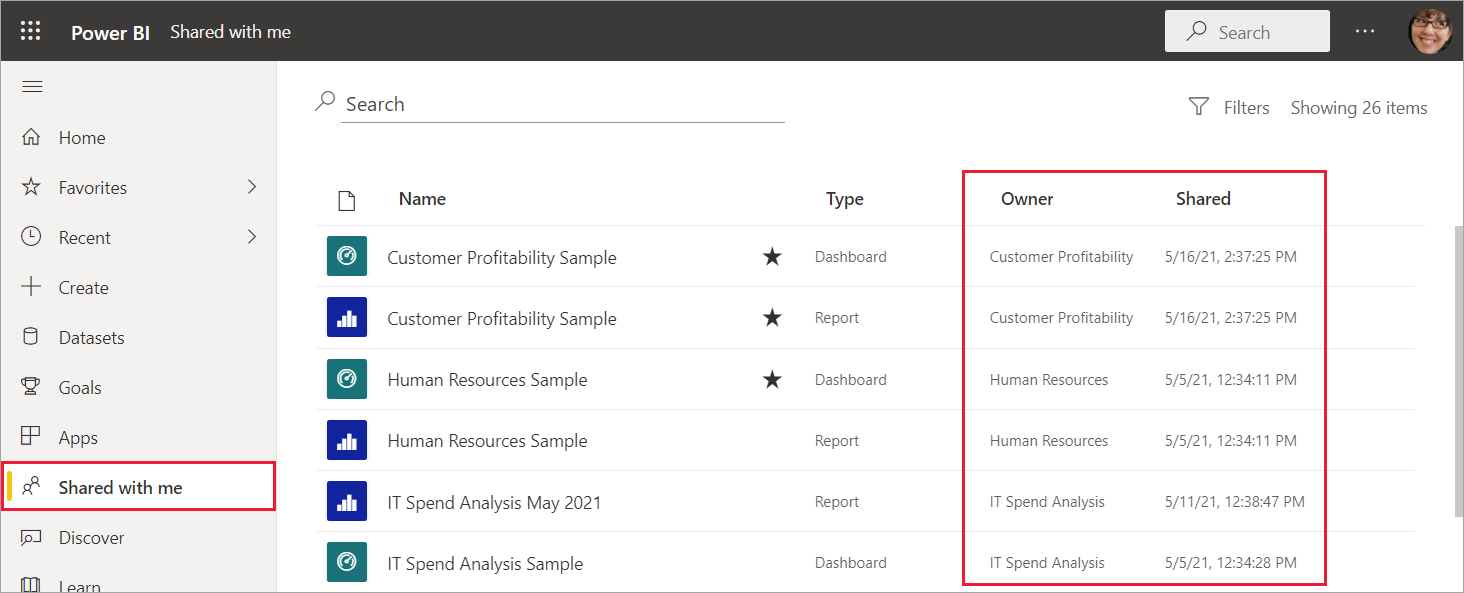 Power BI Shared with me Search ...
Search
Filters Showing 26 items
Home
Favorites
Recent
Create
Datasets
Goals
Apps
Shared with me
Discover
Learn
Name Type Owner Shared
Customer Profitability Sample Dashboard Customer Profitability 5/16/21, 2:37:25 PM
Customer Profitability Sample Report Customer Profitability 5/16/21, 2:37:25 PM
Human Resources Sample Dashboard Human Resources 5/5/21, 12:34:11 PM
Human Resources Sample Report Human Resources 5/5/21, 12:34:11 PM
IT Spend Analysis May 2021 Report IT Spend Analysis 5/11/21, 12:38:47 PM
IT Spend Analysis Sample Dashboard IT Spend Analysis 5/5/21, 12:34:28 PM